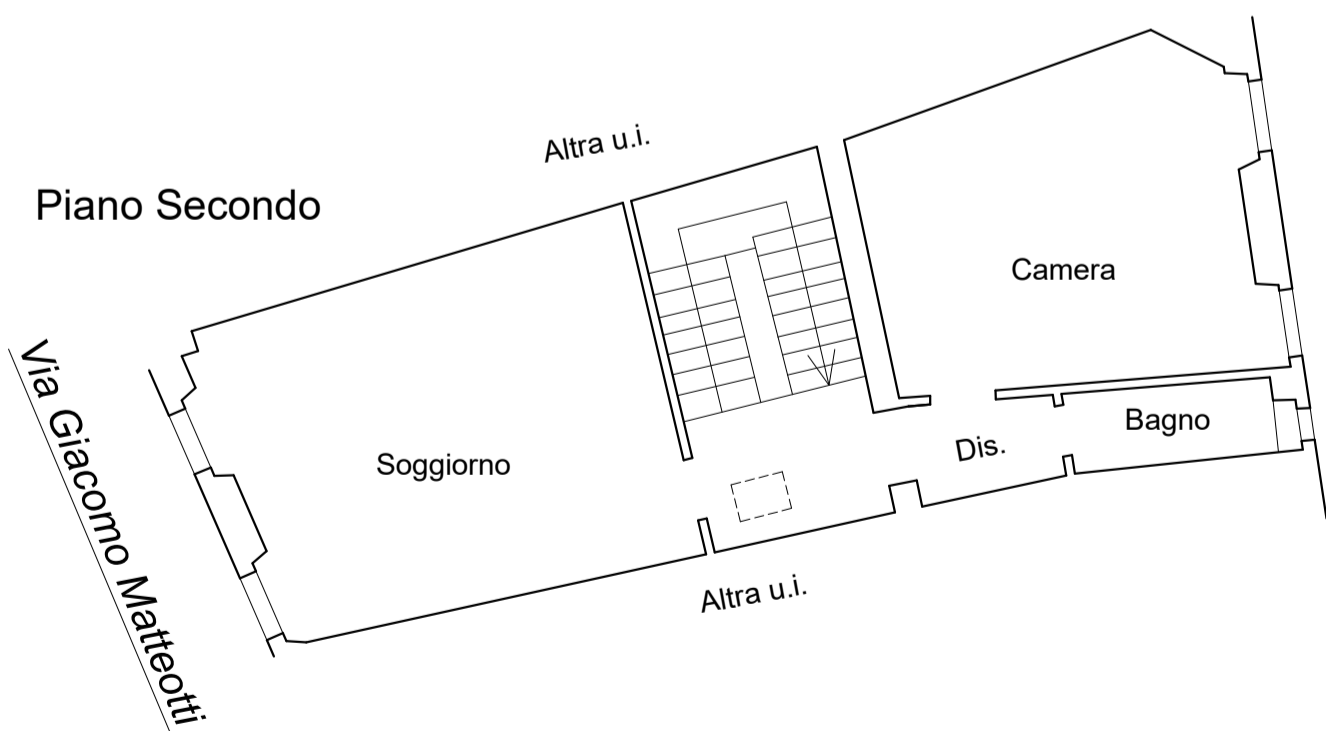 Altra u.i.
Piano Secondo
Camera
Via Giacomo Matteotti
Soggiorno
Dis.
Bagno
Altra u.i.